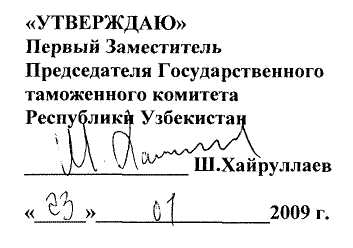 «УТВЕРЖДАЮ»
Первый Заместитель
Председателя Государственного
таможенного комитета
Республики Узбекистан
Ш.Хайруллаев
«23» 01 2009 г.